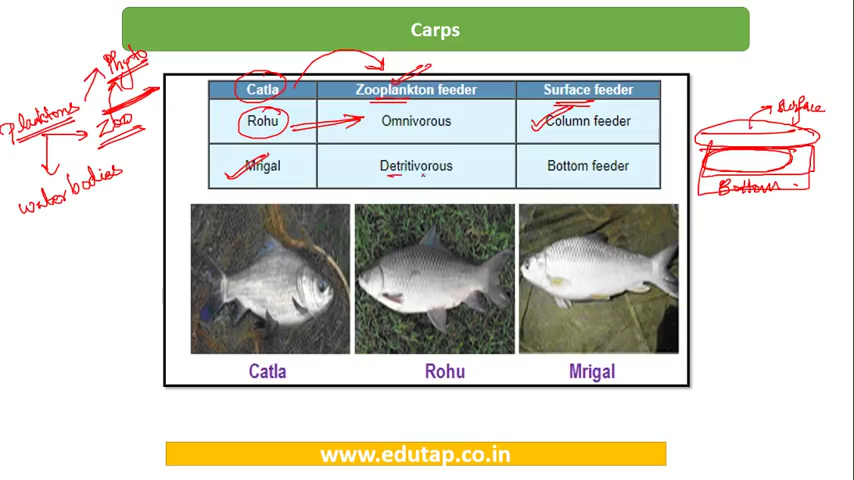 Carps
Phyto
Planktons
Zoo
water bodies
Catla Zooplankton feeder Surface feeder
Rohu Omnivorous Column feeder
Mrigal Detritivorous Bottom feeder
Surface
Bottom
Catla Rohu Mrigal
www.edutap.co.in